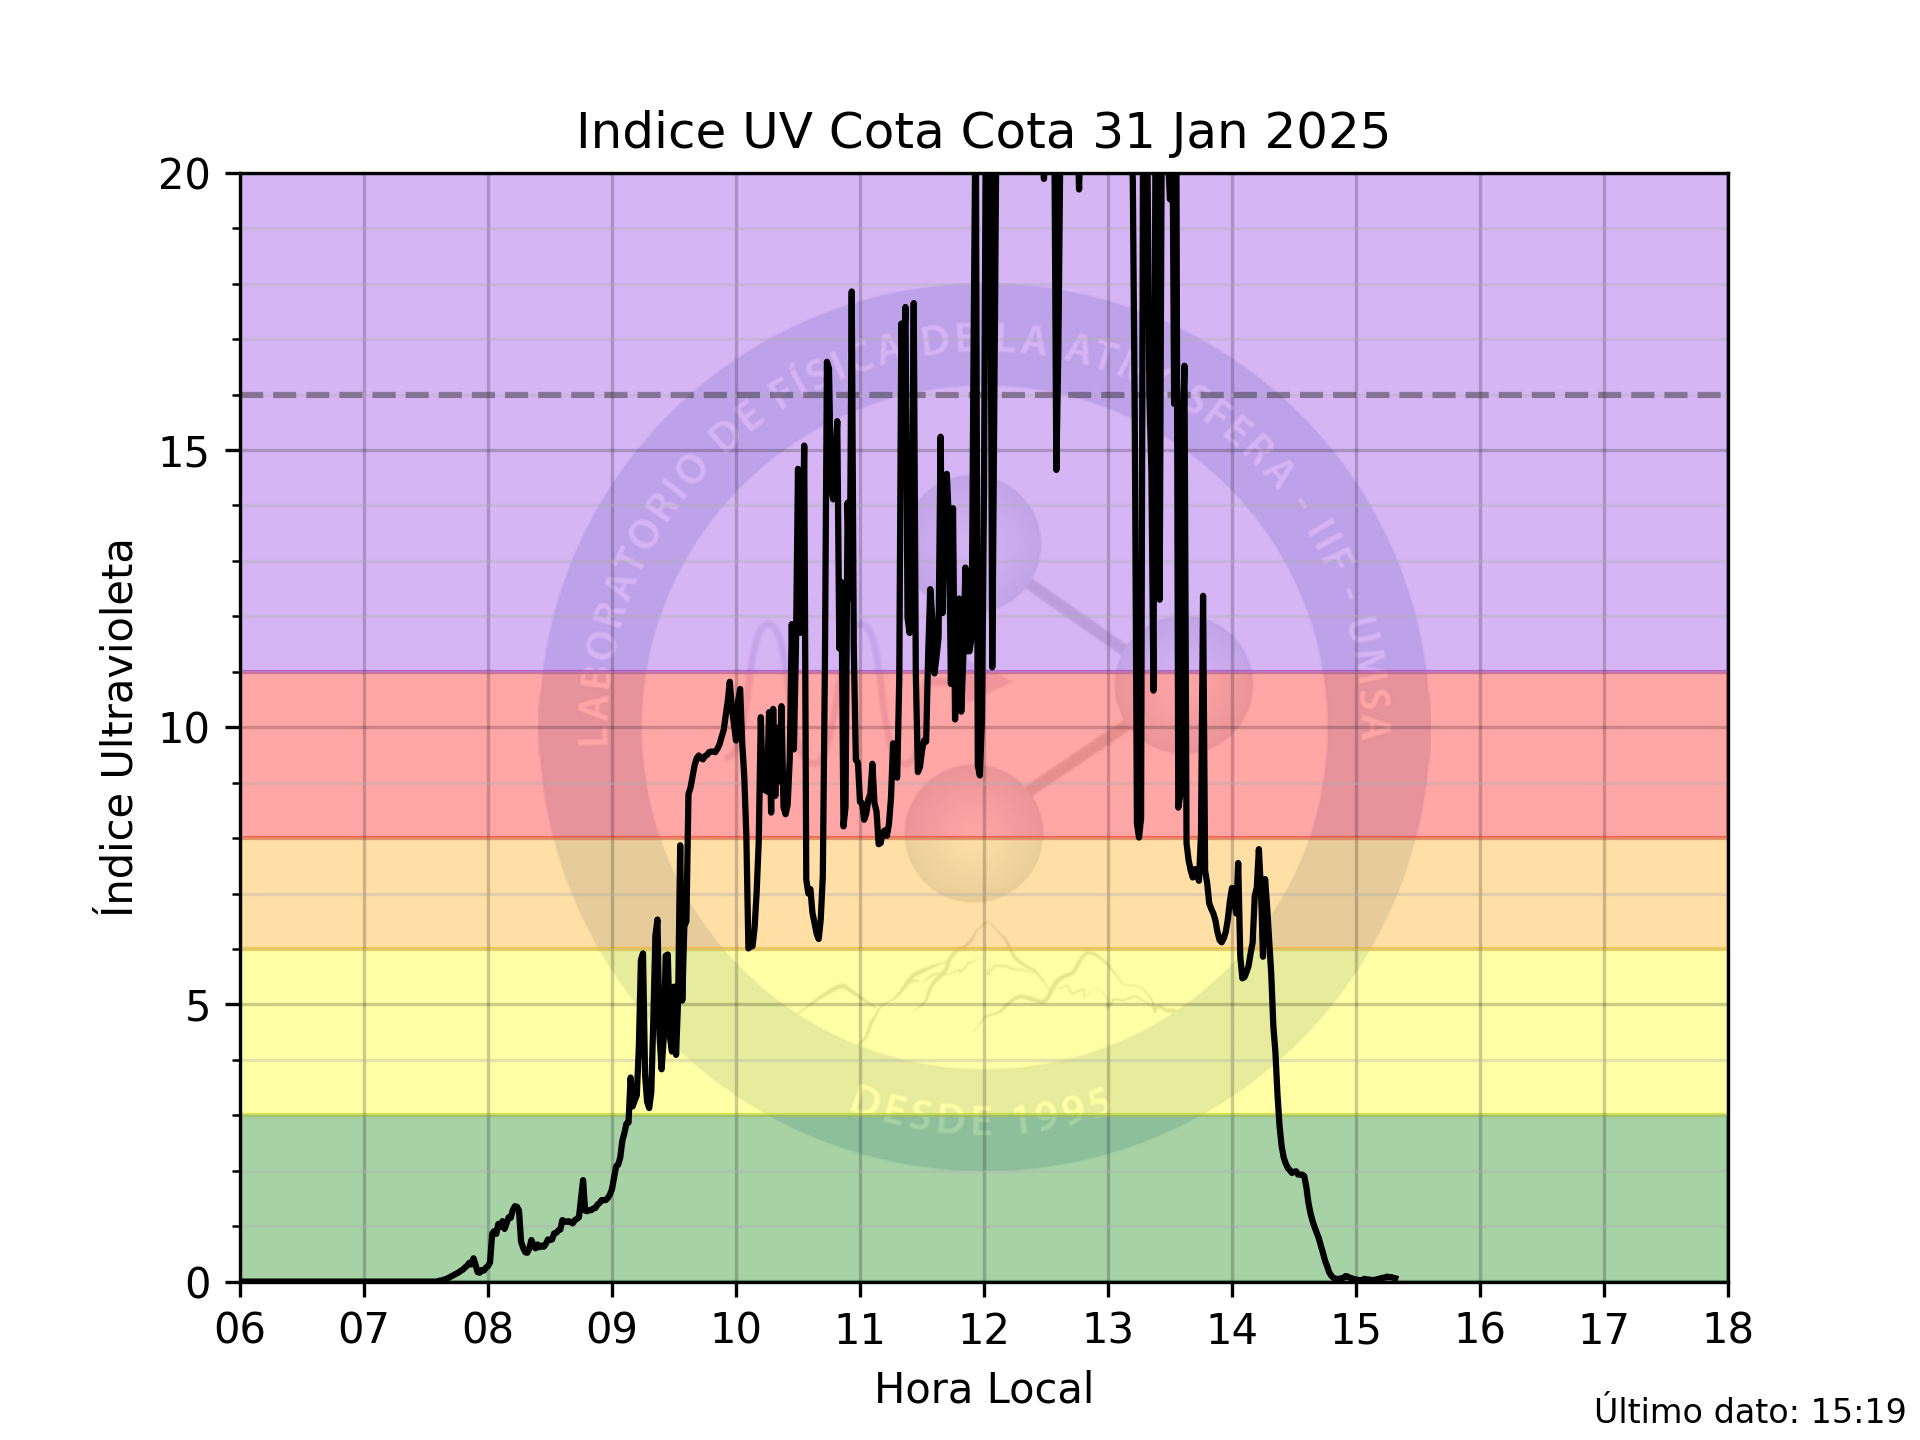 Indice UV Cota Cota 31 Jan 2025
20
15
10
5
0
Índice Ultravioleta
LABORATORIO DE FÍSICA DE LA ATMÓSFERA - IIF - UMSA
DESDE 1995
06 07 08 09 10 11 12 13 14 15 16 17 18
Hora Local
Último dato: 15:19